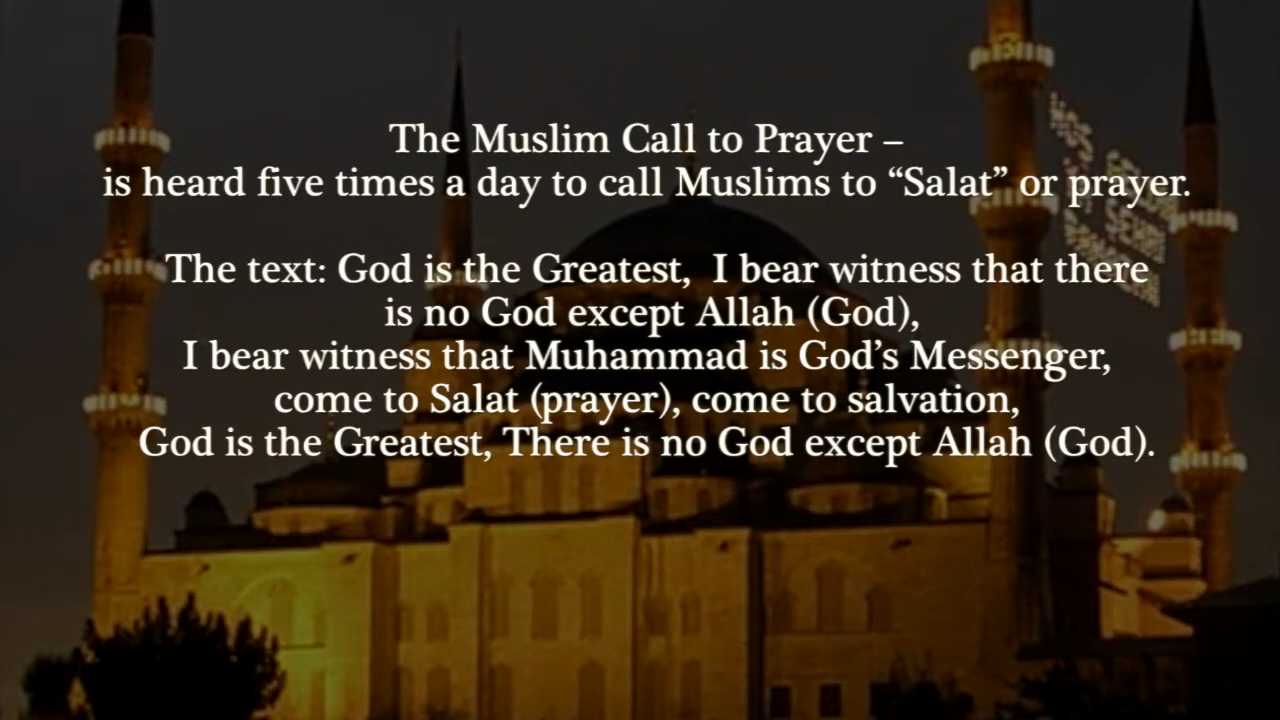 The Muslim Call to Prayer –
is heard five times a day to call Muslims to “Salat” or prayer.
The text: God is the Greatest,  I bear witness that there
is no God except Allah (God),
I bear witness that Muhammad is God’s Messenger,
come to Salat (prayer), come to salvation,
God is the Greatest, There is no God except Allah (God).